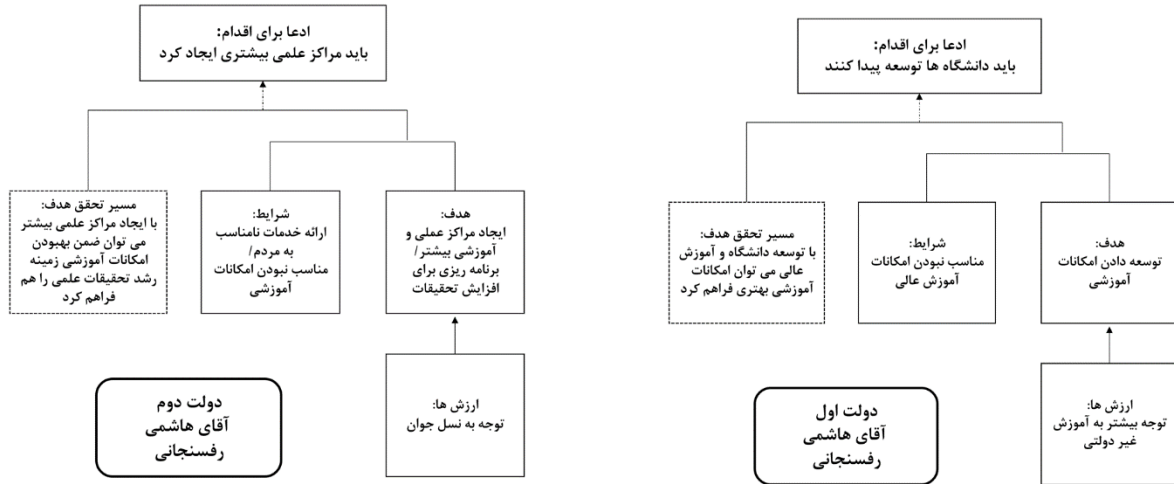 ادعا برای اقدام:
باید دانشگاه ها توسعه پیدا کنند
هدف:
توسعه دادن امکانات
آموزشی
شرایط:
مناسب نبودن امکانات
آموزش عالی
مسیر تحقق هدف:
با توسعه دانشگاه و آموزش
عالی می توان امکانات
آموزشی بهتری فراهم کرد
ارزش ها:
توجه بیشتر به آموزش
غیر دولتی
دولت اول
آقای هاشمی
رفسنجانی
ادعا برای اقدام:
باید مراکز علمی بیشتری ایجاد کرد
هدف:
ایجاد مراکز عملی و
آموزشی بیشتر/
برنامه ریزی برای
افزایش تحقیقات
شرایط:
ارائه خدمات نامناسب
به مردم/
مناسب نبودن امکانات
آموزشی
مسیر تحقق هدف:
با ایجاد مراکز علمی بیشتر
می توان ضمن بهبودن
امکانات آموزشی زمینه
رشد تحقیقات علمی را هم
فراهم کرد
ارزش ها:
توجه به نسل جوان
دولت دوم
آقای هاشمی
رفسنجانی